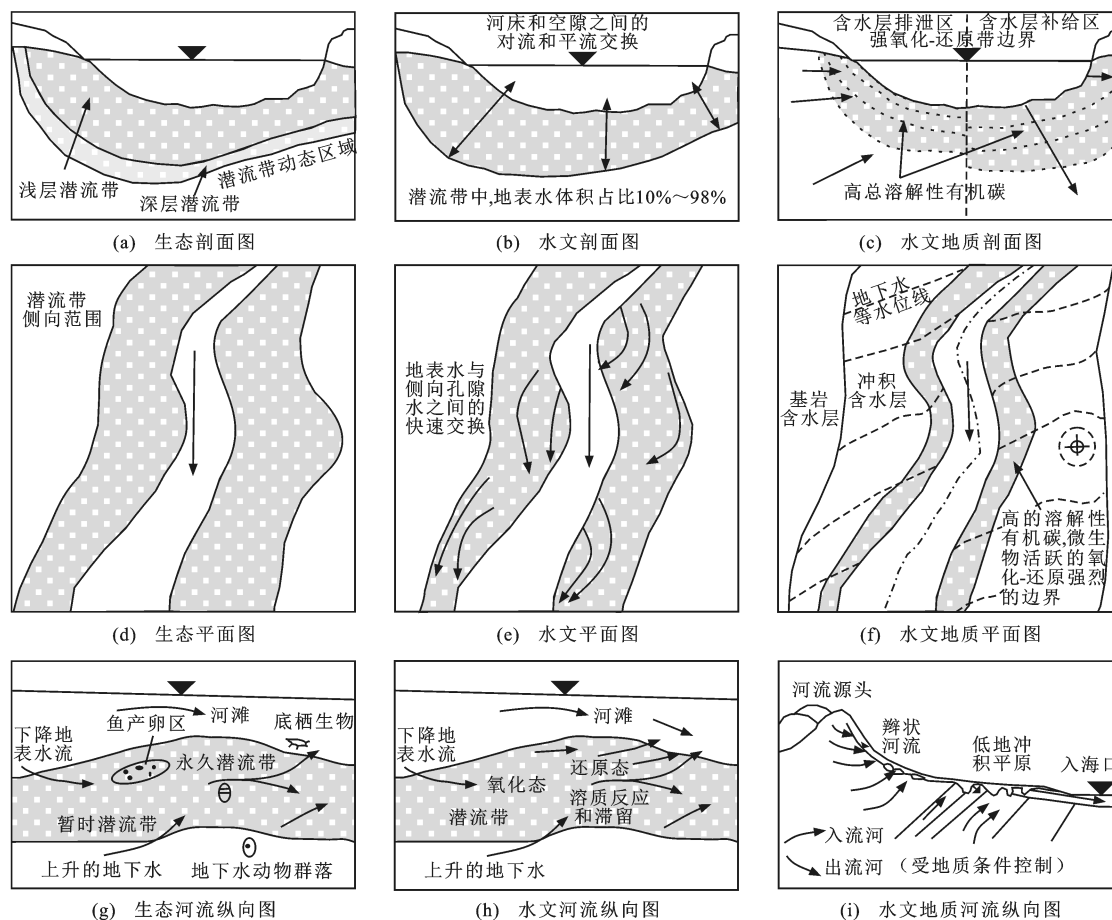 浅层潜流带
深层潜流带
潜流带动态区域
(a) 生态剖面图
河床和空隙之间的
对流和平流交换
潜流带中,地表水体积占比10%～98%
(b) 水文剖面图
含水层排泄区
含水层补给区
强氧化-还原带边界
高总溶解性有机碳
(c) 水文地质剖面图
潜流带
侧向范围
(d) 生态平面图
地表水与
侧向孔隙
水之间的
快速交换
(e) 水文平面图
地下水
等水位线
基岩
含水层
冲积
含水层
高的溶解性
有机碳,微生
物活跃的氧
化-还原强烈
的边界
(f) 水文地质平面图
下降地
表水流
鱼产卵区
河滩
底栖生物
永久潜流带
暂时潜流带
上升的地下水
地下水动物群落
(g) 生态河流纵向图
下降地
表水流
河滩
氧化态
还原态
潜流带
溶质反应
和滞留
上升的地下水
(h) 水文河流纵向图
河流源头
辫状
河流
低地冲
积平原
入海口
入流河
出流河
(受地质条件控制)
(i) 水文地质河流纵向图